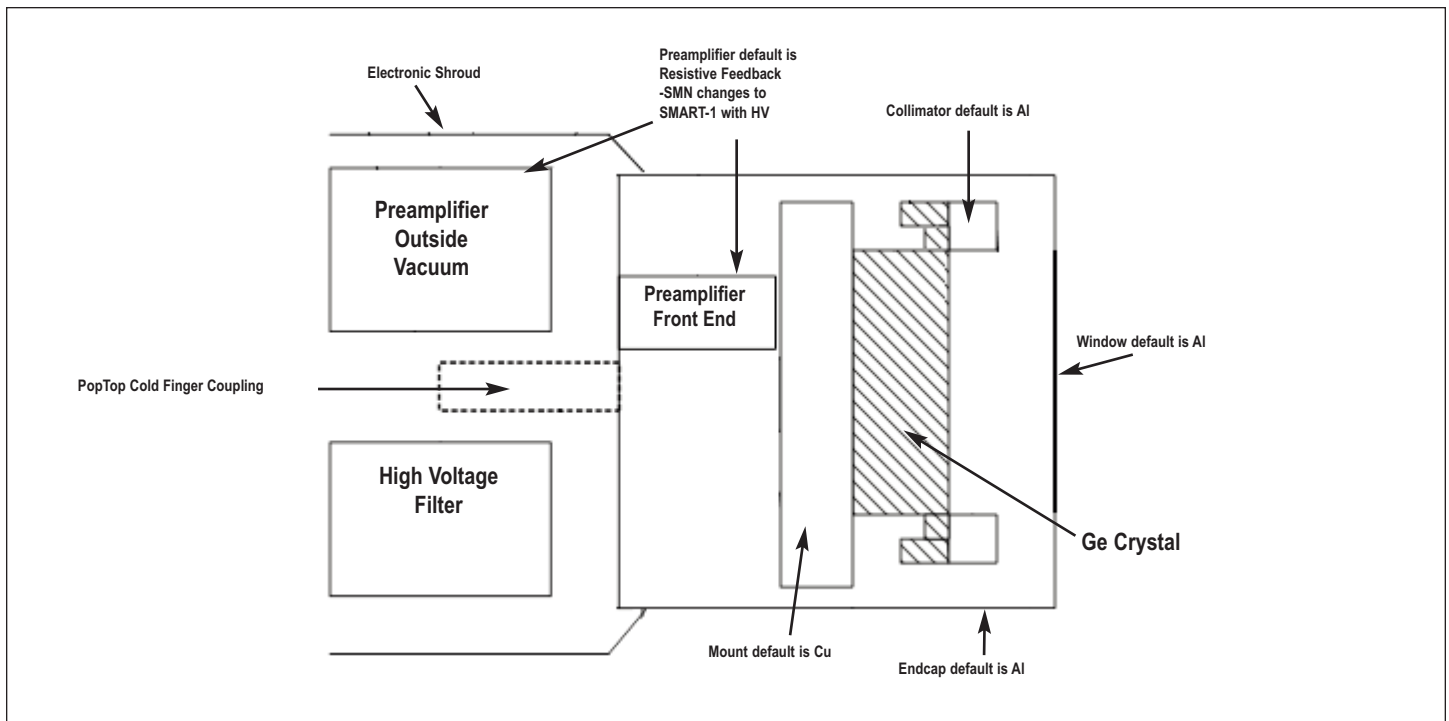 Preamplifier default is
Resistive Feedback
-SMN changes to
SMART-1 with HV
Electronic Shroud
Collimator default is Al
Preamplifier
Outside
Vacuum
Preamplifier
Front End
Window default is Al
PopTop Cold Finger Coupling
High Voltage
Filter
Ge Crystal
Mount default is Cu
Endcap default is Al